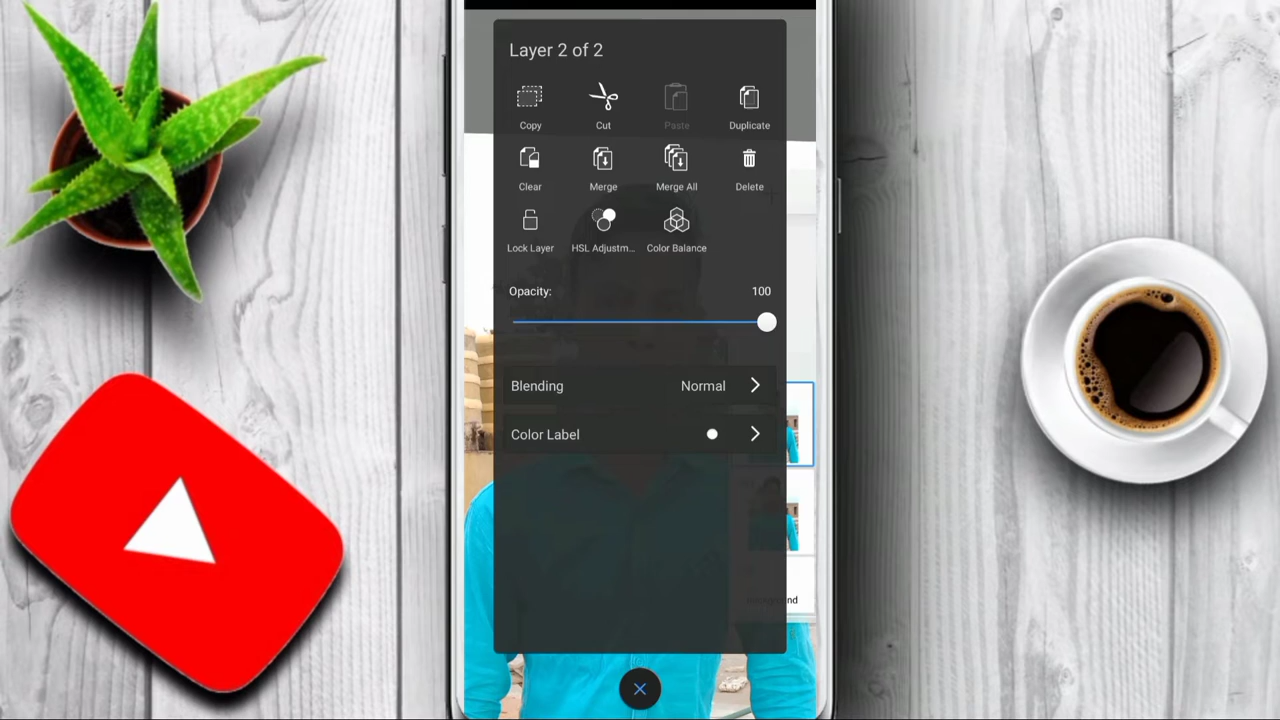 Layer 2 of 2
Copy
Cut
Paste
Duplicate
Clear
Merge
Merge All
Delete
Lock Layer
HSL Adjustm...
Color Balance
Opacity: 100
Blending Normal
Color Label